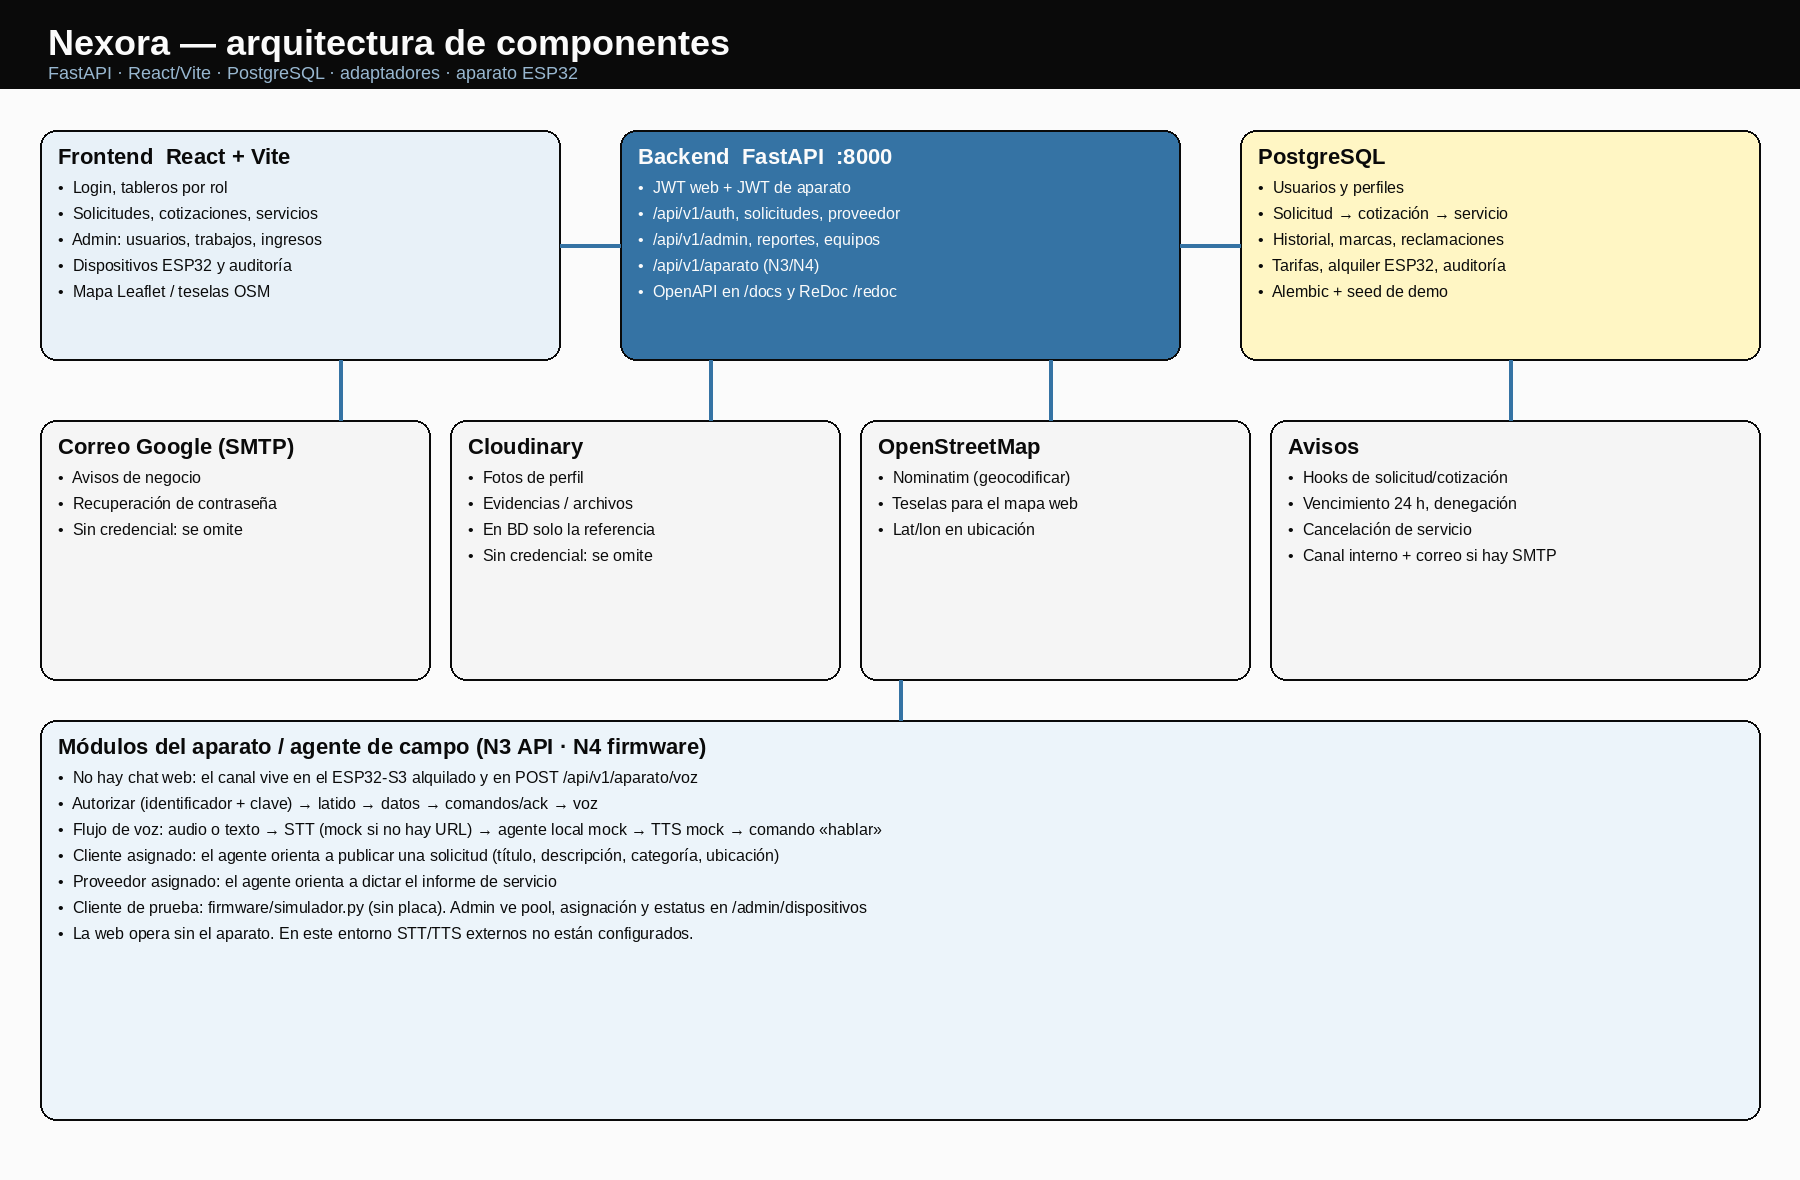 Nexora — arquitectura de componentes
FastAPI · React/Vite · PostgreSQL · adaptadores · aparato ESP32
Frontend  React + Vite
• Login, tableros por rol
• Solicitudes, cotizaciones, servicios
• Admin: usuarios, trabajos, ingresos
• Dispositivos ESP32 y auditoría
• Mapa Leaflet / teselas OSM
Backend  FastAPI  :8000
• JWT web + JWT de aparato
• /api/v1/auth, solicitudes, proveedor
• /api/v1/admin, reportes, equipos
• /api/v1/aparato (N3/N4)
• OpenAPI en /docs y ReDoc /redoc
PostgreSQL
• Usuarios y perfiles
• Solicitud → cotización → servicio
• Historial, marcas, reclamaciones
• Tarifas, alquiler ESP32, auditoría
• Alembic + seed de demo
Correo Google (SMTP)
• Avisos de negocio
• Recuperación de contraseña
• Sin credencial: se omite
Cloudinary
• Fotos de perfil
• Evidencias / archivos
• En BD solo la referencia
• Sin credencial: se omite
OpenStreetMap
• Nominatim (geocodificar)
• Teselas para el mapa web
• Lat/lon en ubicación
Avisos
• Hooks de solicitud/cotización
• Vencimiento 24 h, denegación
• Cancelación de servicio
• Canal interno + correo si hay SMTP
Módulos del aparato / agente de campo (N3 API · N4 firmware)
• No hay chat web: el canal vive en el ESP32-S3 alquilado y en POST /api/v1/aparato/voz
• Autorizar (identificador + clave) → latido → datos → comandos/ack → voz
• Flujo de voz: audio o texto → STT (mock si no hay URL) → agente local mock → TTS mock → comando «hablar»
• Cliente asignado: el agente orienta a publicar una solicitud (título, descripción, categoría, ubicación)
• Proveedor asignado: el agente orienta a dictar el informe de servicio
• Cliente de prueba: firmware/simulador.py (sin placa). Admin ve pool, asignación y estatus en /admin/dispositivos
• La web opera sin el aparato. En este entorno STT/TTS externos no están configurados.